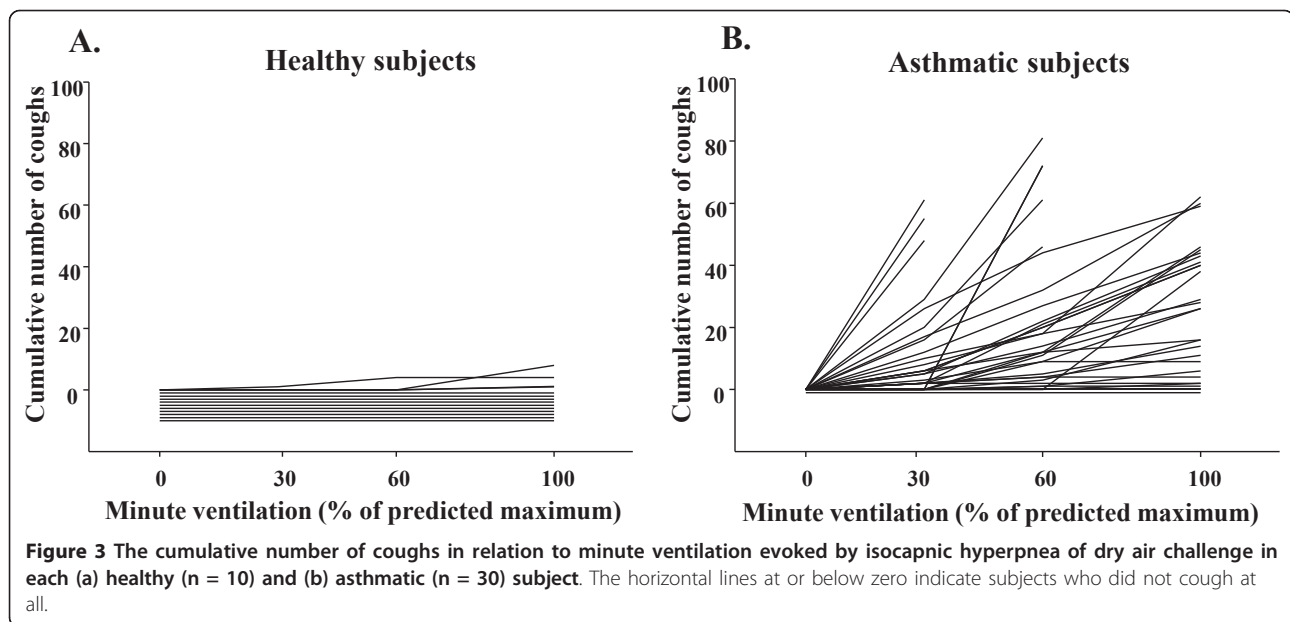 A.
Healthy subjects
Cumulative number of coughs
100
80
60
40
20
0
0 30 60 100
Minute ventilation (% of predicted maximum)
B.
Asthmatic subjects
Cumulative number of coughs
100
80
60
40
20
0
0 30 60 100
Minute ventilation (% of predicted maximum)
Figure 3 The cumulative number of coughs in relation to minute ventilation evoked by isocapnic hyperpnea of dry air challenge in
each (a) healthy (n = 10) and (b) asthmatic (n = 30) subject. The horizontal lines at or below zero indicate subjects who did not cough at
all.